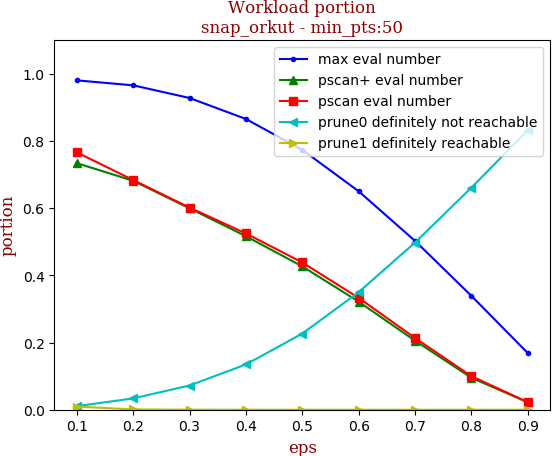 Workload portion
snap_orkut - min_pts:50
max eval number
pscan+ eval number
pscan eval number
prune0 definitely not reachable
prune1 definitely reachable
portion
1.0
0.8
0.6
0.4
0.2
0.0
0.1 0.2 0.3 0.4 0.5 0.6 0.7 0.8 0.9
eps